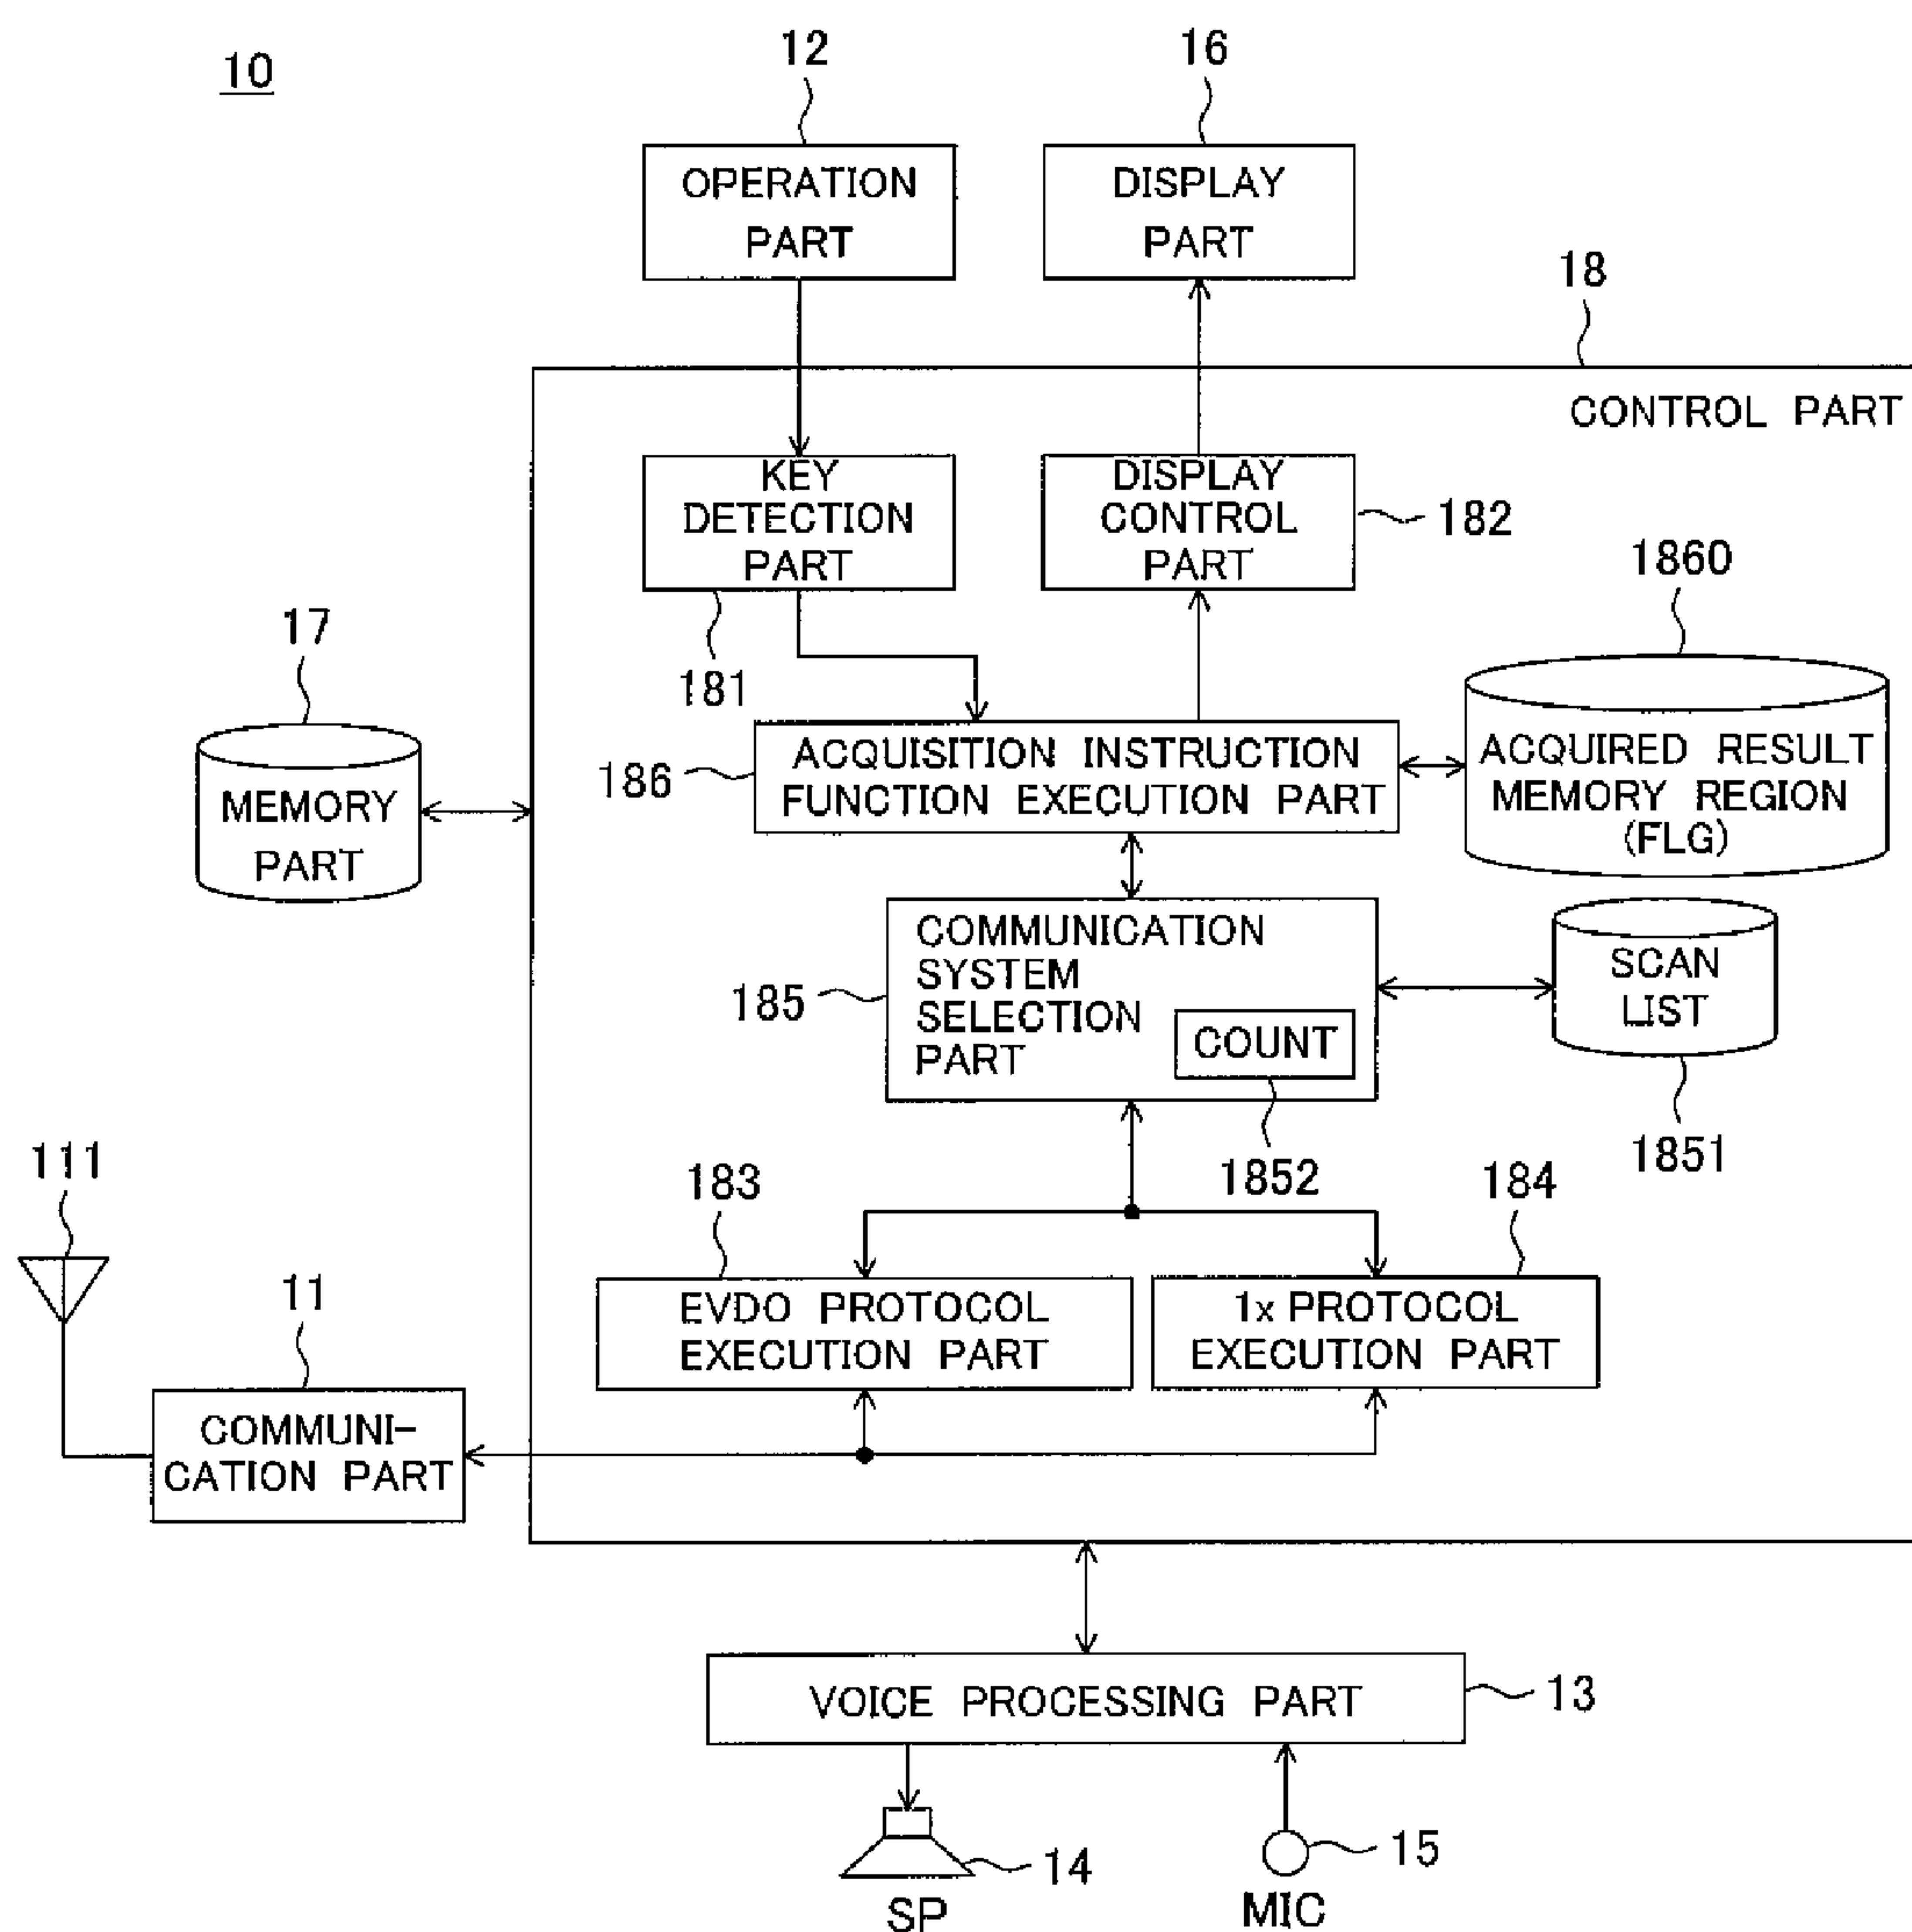 10
12
16
OPERATION
PART
DISPLAY
PART
18
CONTROL PART
KEY
DETECTION
PART
DISPLAY
CONTROL
PART
182
181
1860
17
MEMORY
PART
186
ACQUISITION INSTRUCTION
FUNCTION EXECUTION PART
ACQUIRED RESULT
MEMORY REGION
(FLG)
185
COMMUNICATION
SYSTEM
SELECTION
PART
COUNT
SCAN
LIST
1852
1851
111
183
184
11
EVDO PROTOCOL
EXECUTION PART
1x PROTOCOL
EXECUTION PART
COMMUNI-
CATION PART
VOICE PROCESSING PART
13
14
15
SP
MIC